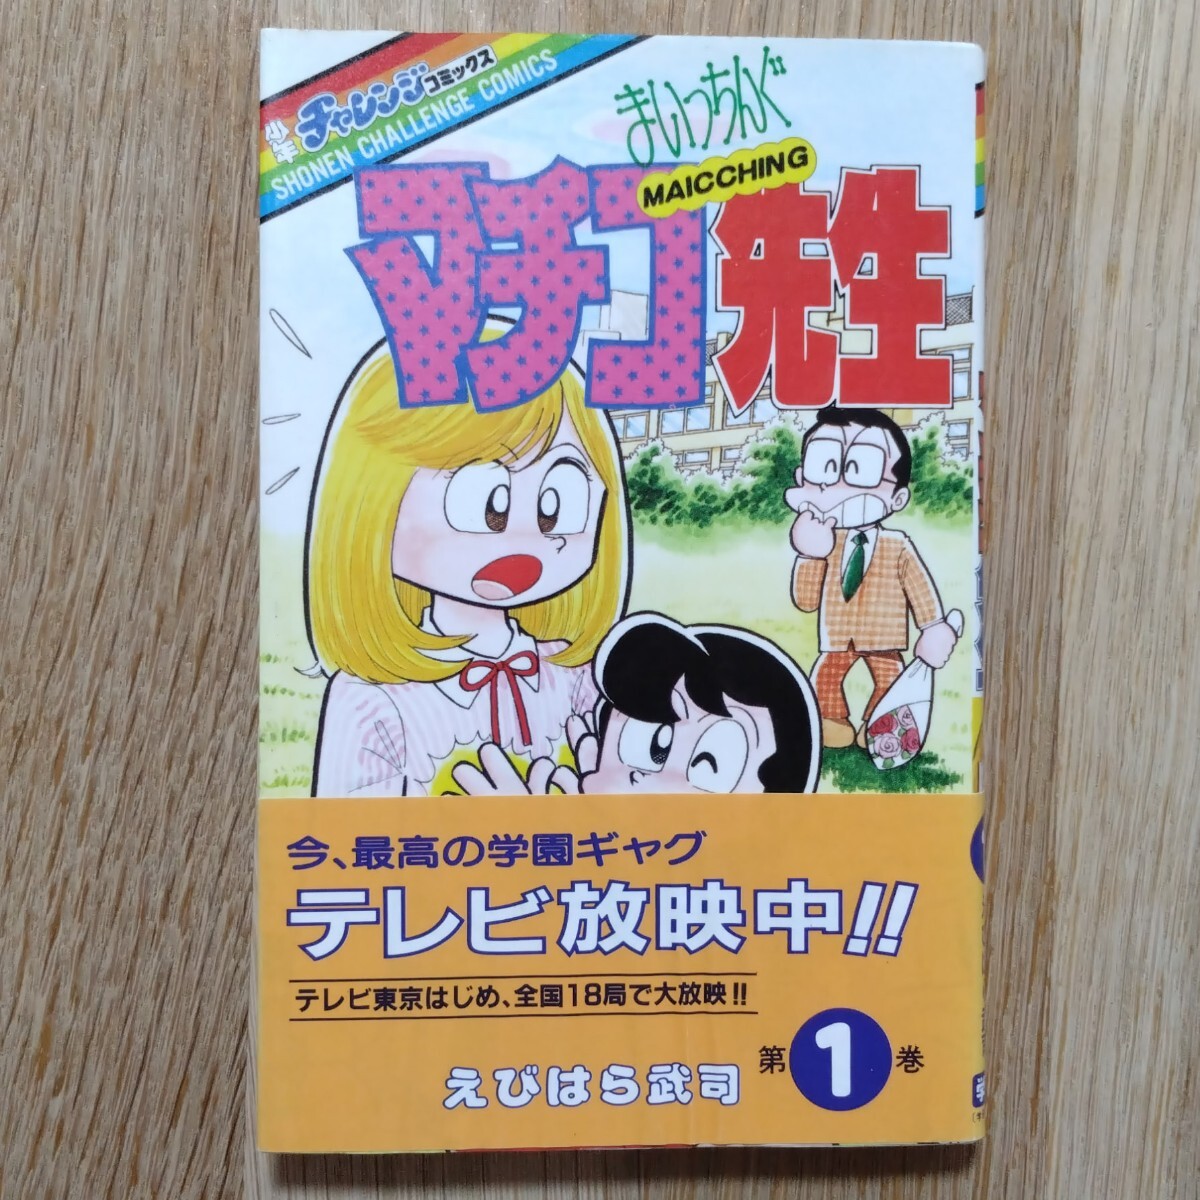 少年チャレンジコミックス
SHONEN CHALLENGE COMICS
まいっちんぐ
MAICCHING
マチコ先生
今、最高の学園ギャグ
テレビ放映中!!
テレビ東京はじめ、全国18局で大放映!!
第1巻
えびはら武司